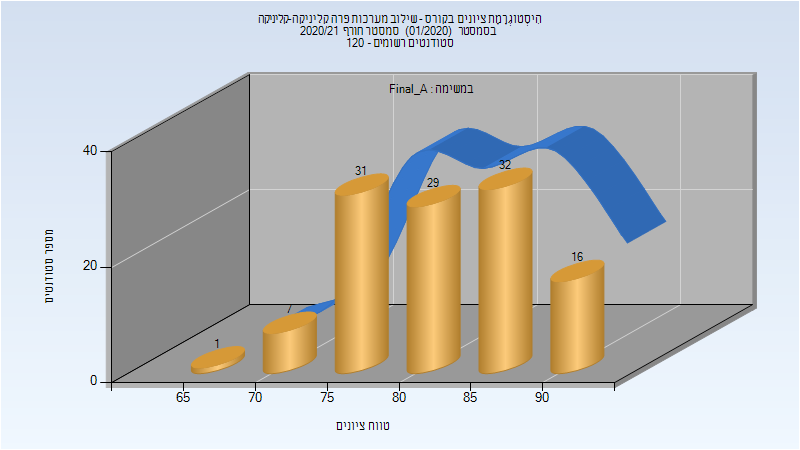 היסטוגרמת ציונים בקורס - שילוב מערכות פרה קליניקה-קליניקה
בסמסטר (01/2020) סמסטר חורף 2020/21
סטודנטים רשומים - 120
במשימה : Final_A
40
20
0
מספר סטודנטים
1
7
31
29
32
16
65
70
75
80
85
90
טווח ציונים